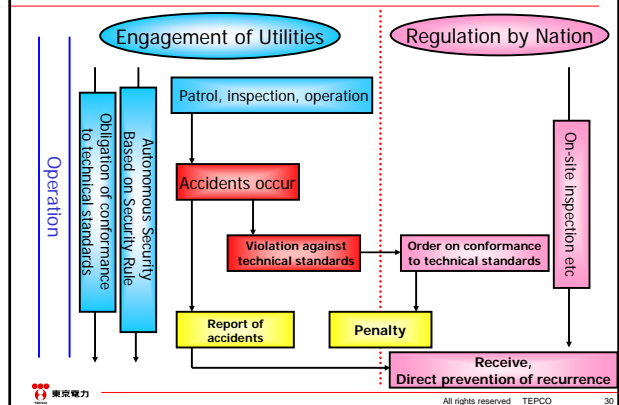 Engagement of Utilities
Regulation by Nation
Operation
Obligation of conformance
to technical standards
Autonomous Security
Based on Security Rule
Patrol, inspection, operation
Accidents occur
Violation against
technical standards
Order on conformance
to technical standards
On-site inspection etc
Report of
accidents
Penalty
Receive,
Direct prevention of recurrence
TEPCO
東京電力
All rights reserved TEPCO
30